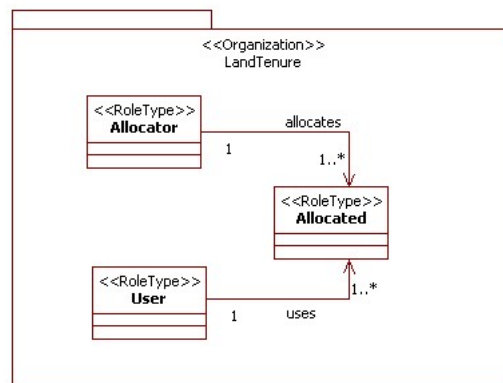 <<Organization>>
LandTenure
<<RoleType>>
Allocator
allocates
1
1..*
<<RoleType>>
Allocated
<<RoleType>>
User
1..*
1
uses